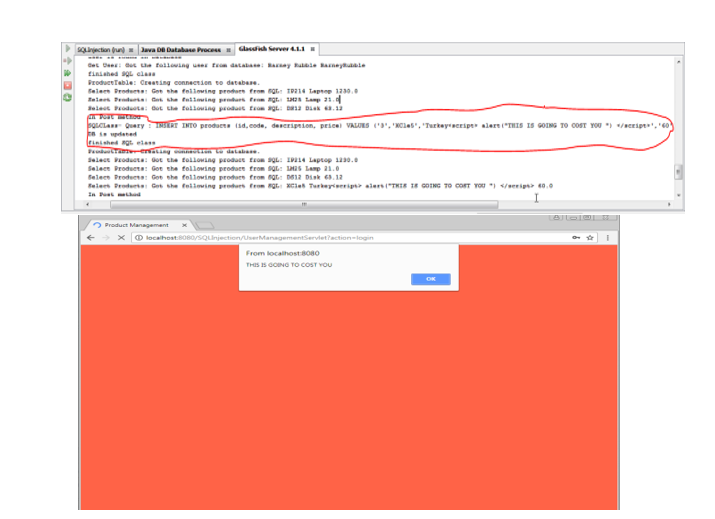 SQLInjection (run) Java DB Database Process GlassFish Server 4.1.1
User is found in database
Get User: Got the following user from database: Barney Rubble BarneyRubble
finished SQL class
ProductTable: Creating connection to database.
Select Products: Got the following product from SQL: IP214 Laptop 1230.0
Select Products: Got the following product from SQL: LM25 Lamp 21.0
Select Products: Got the following product from SQL: DS12 Disk 63.12
in Post method
SQLClass- Query : INSERT INTO products (id,code, description, price) VALUES ('3','XCle5','Turkey<script> alert("THIS IS GOING TO COST YOU ") </script>','60
DB is updated
finished SQL class
ProductTable: Creating connection to database.
Select Products: Got the following product from SQL: IP214 Laptop 1230.0
Select Products: Got the following product from SQL: LM25 Lamp 21.0
Select Products: Got the following product from SQL: DS12 Disk 63.12
Select Products: Got the following product from SQL: XCle5 Turkey<script> alert("THIS IS GOING TO COST YOU ") </script> 60.0
In Post method
Product Management
localhost:8080/SQLInjection/UserManagementServlet?action=login
From localhost:8080
THIS IS GOING TO COST YOU
OK